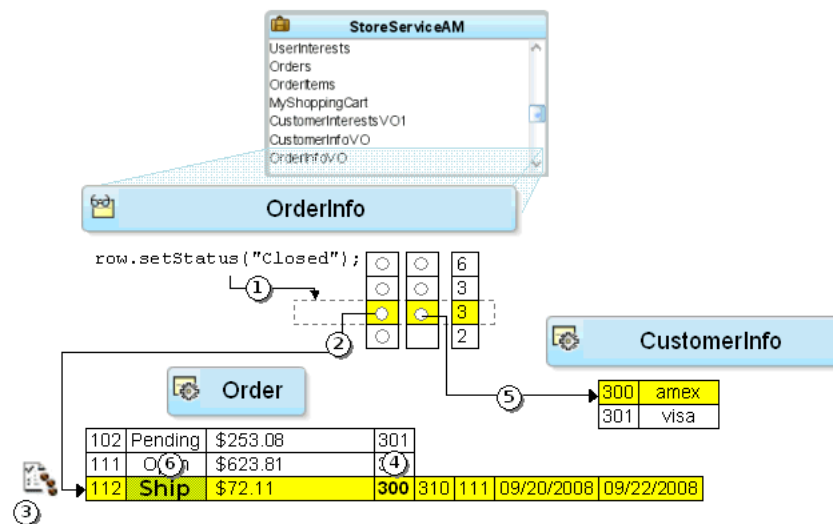 StoreServiceAM
UserInterests
Orders
OrderItems
MyShoppingCart
CustomerInterestsVO1
CustomerInfoVO
OrderInfoVO
OrderInfo
row.setStatus("Closed");
6
1
3
3
2
2
CustomerInfo
Order
5
300 amex
301 visa
102 Pending $253.08 301
111 6 $623.81 4
112 Ship $72.11 300 310 111 09/20/2008 09/22/2008
3